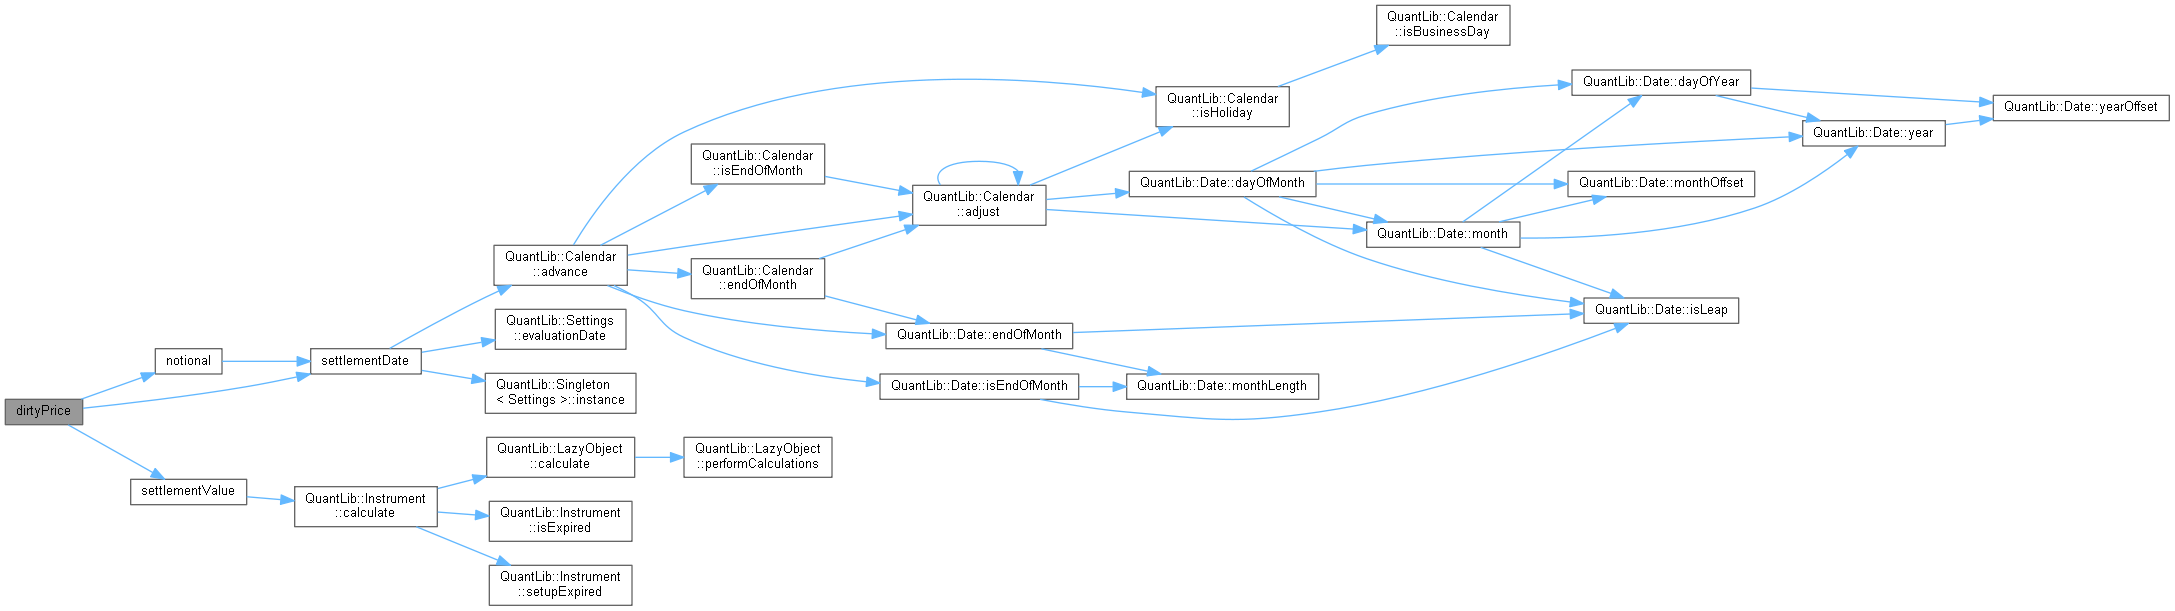 QuantLib::Calendar
::isBusinessDay
QuantLib::Date::dayOfYear
QuantLib::Calendar
::isHoliday
QuantLib::Date::yearOffset
QuantLib::Date::year
QuantLib::Calendar
::isEndOfMonth
QuantLib::Calendar
::adjust
QuantLib::Date::dayOfMonth
QuantLib::Date::monthOffset
QuantLib::Date::month
QuantLib::Calendar
::advance
QuantLib::Calendar
::endOfMonth
QuantLib::Date::isLeap
QuantLib::Settings
::evaluationDate
QuantLib::Date::endOfMonth
notional
settlementDate
QuantLib::Singleton
< Settings >::instance
QuantLib::Date::isEndOfMonth
QuantLib::Date::monthLength
dirtyPrice
QuantLib::LazyObject
::calculate
QuantLib::LazyObject
::performCalculations
settlementValue
QuantLib::Instrument
::calculate
QuantLib::Instrument
::isExpired
QuantLib::Instrument
::setupExpired